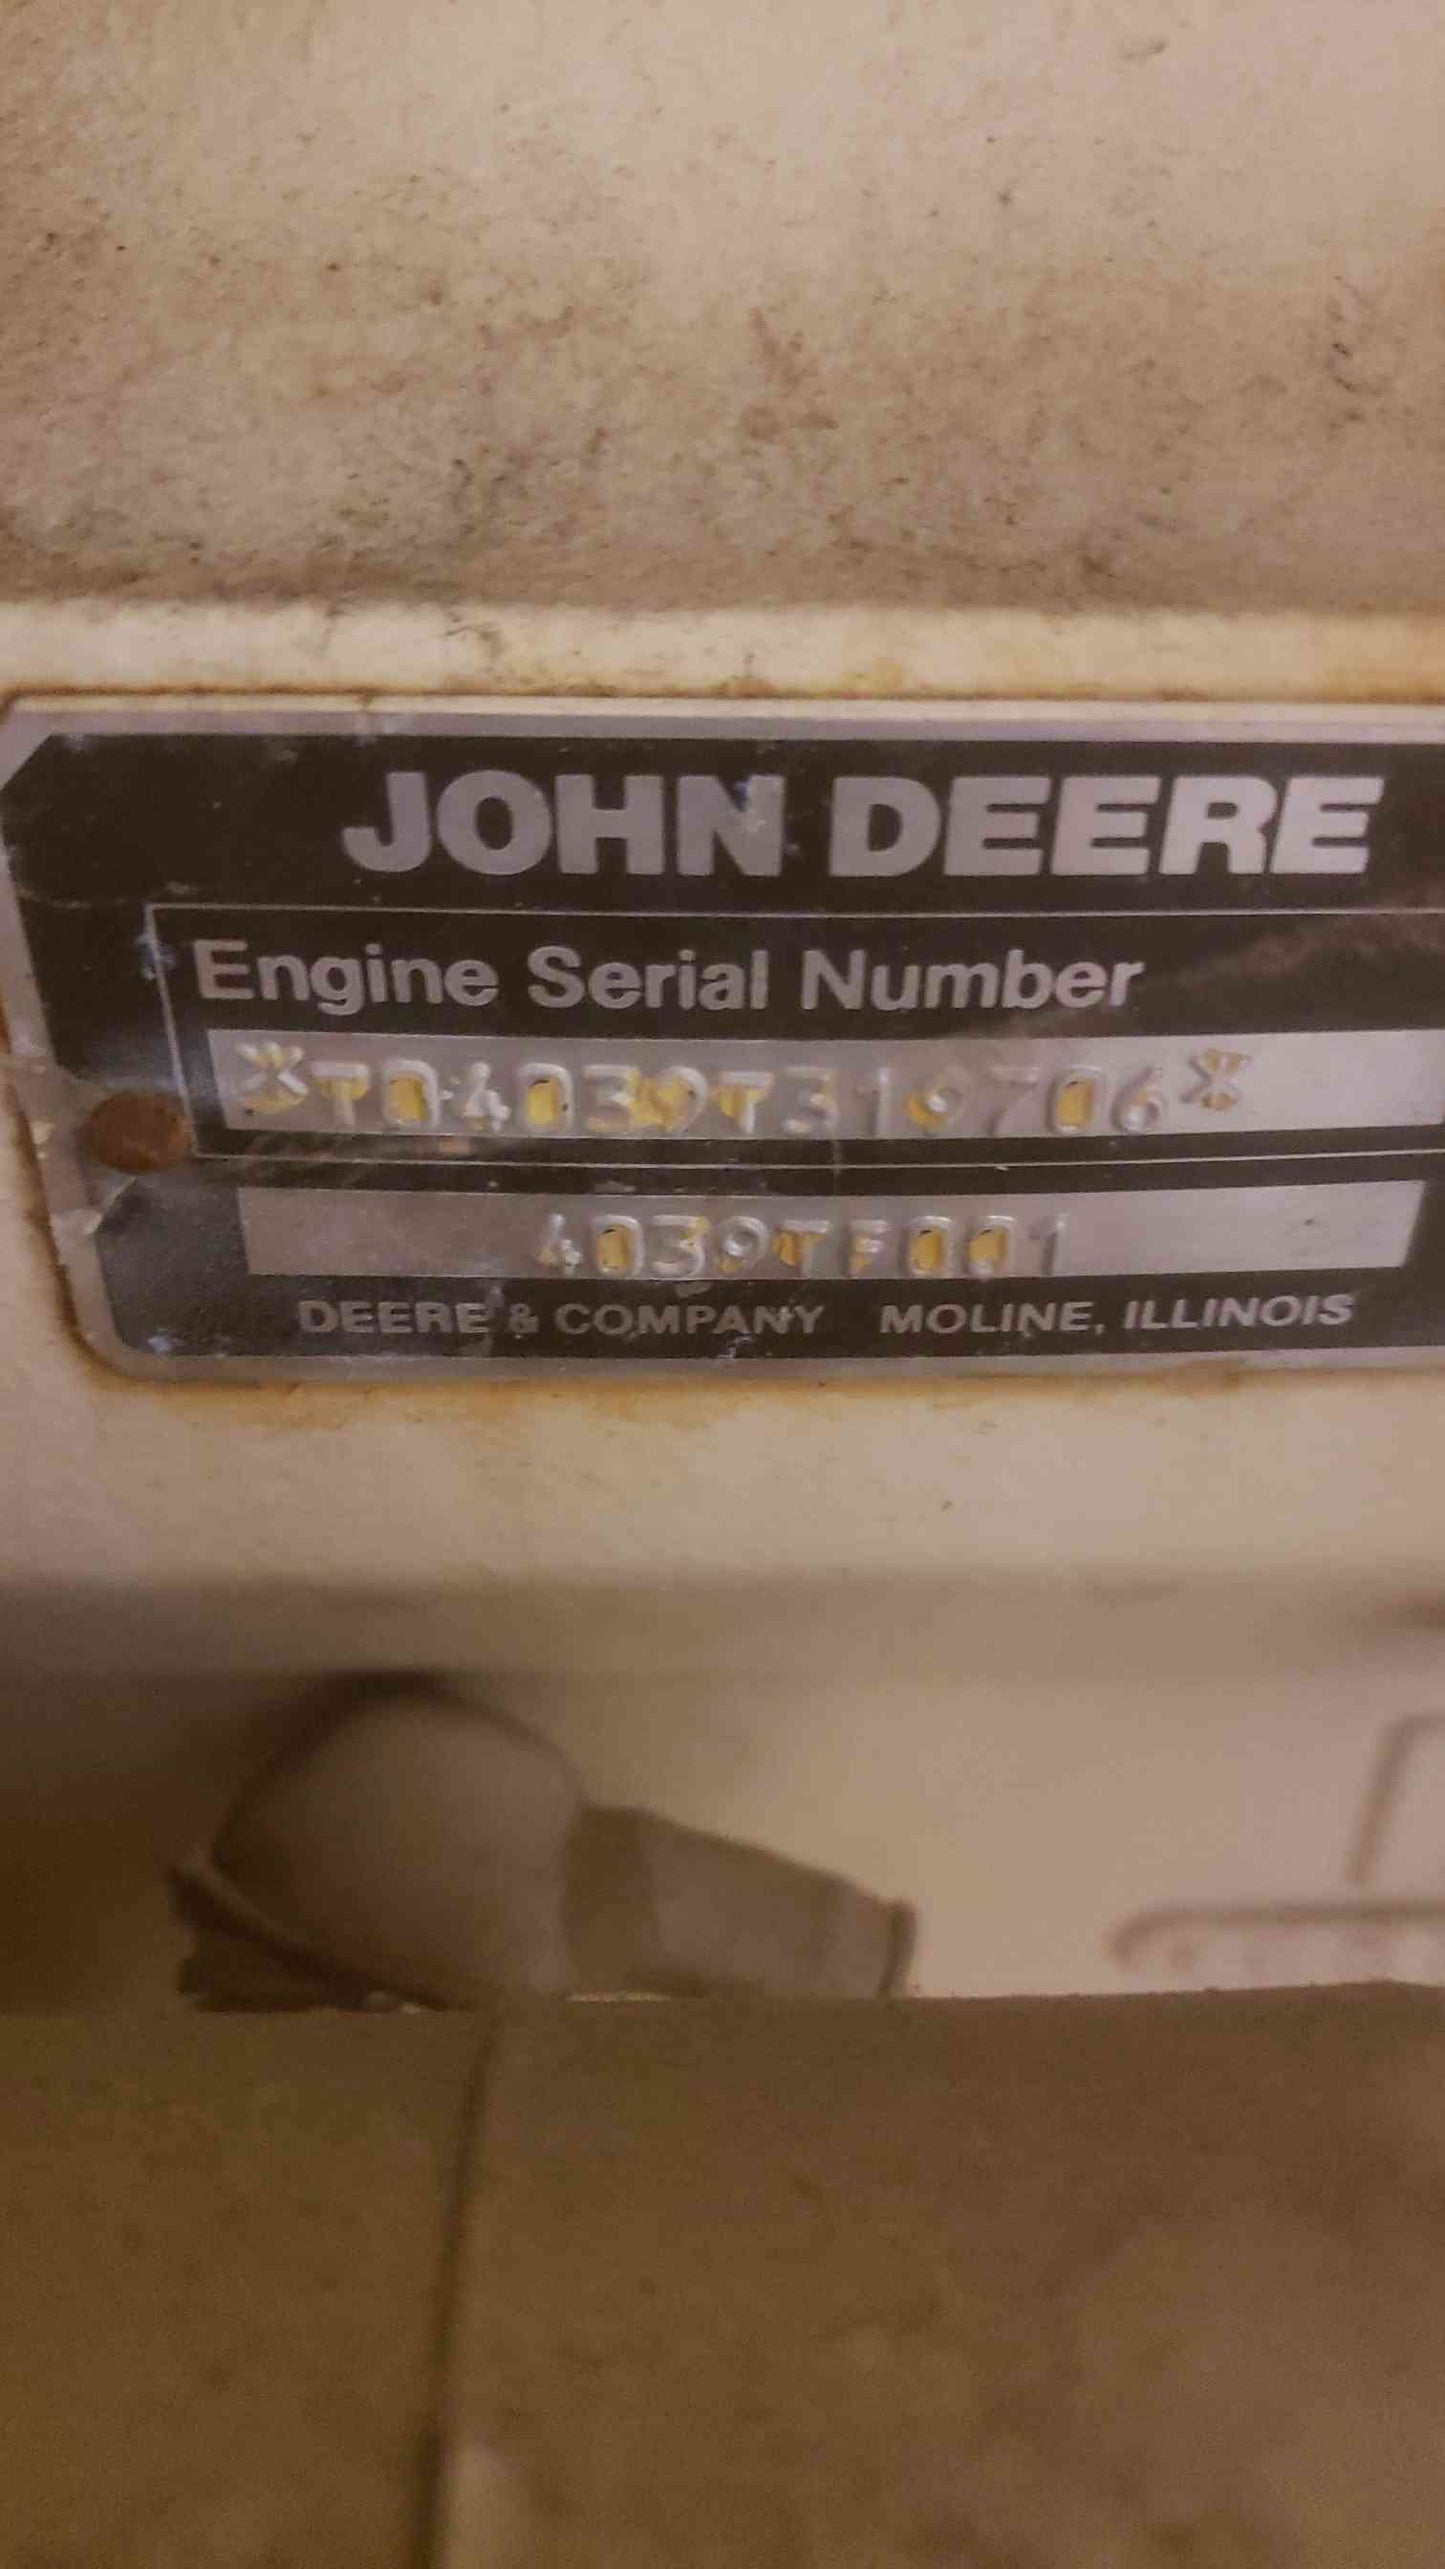 JOHN DEERE
Engine Serial Number
*T04039T319706*
4039TF001
DEERE & COMPANY MOLINE, ILLINOIS